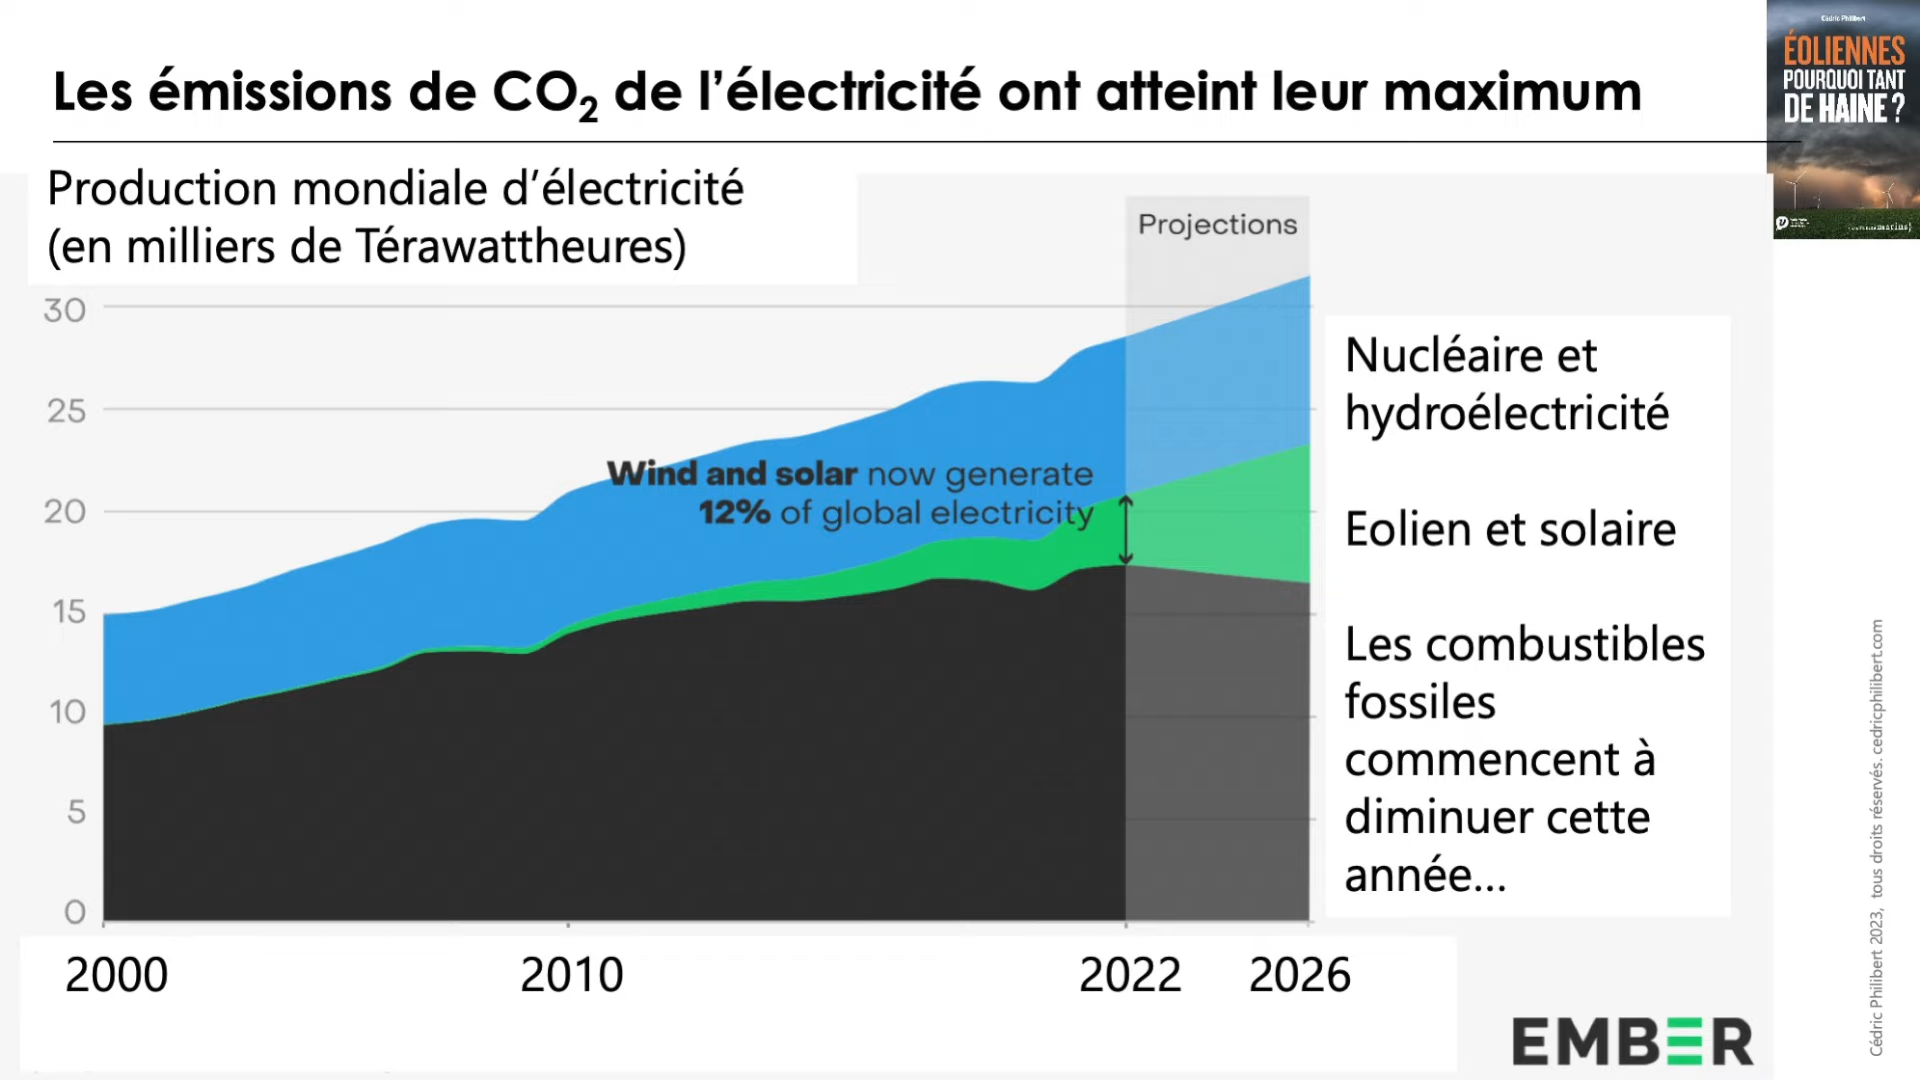 Les émissions de CO₂ de l’électricité ont atteint leur maximum
Cédric Philibert
ÉOLIENNES
POURQUOI TANT
DE HAINE ?
Production mondiale d’électricité
(en milliers de Térawattheures)
Projections
30
25
20
15
10
5
0
Wind and solar now generate
12% of global electricity
Nucléaire et
hydroélectricité
Eolien et solaire
Les combustibles
fossiles
commencent à
diminuer cette
année...
2000
2010
2022
2026
EMBER
Cédric Philibert 2023, tous droits réservés. cedricphilibert.com